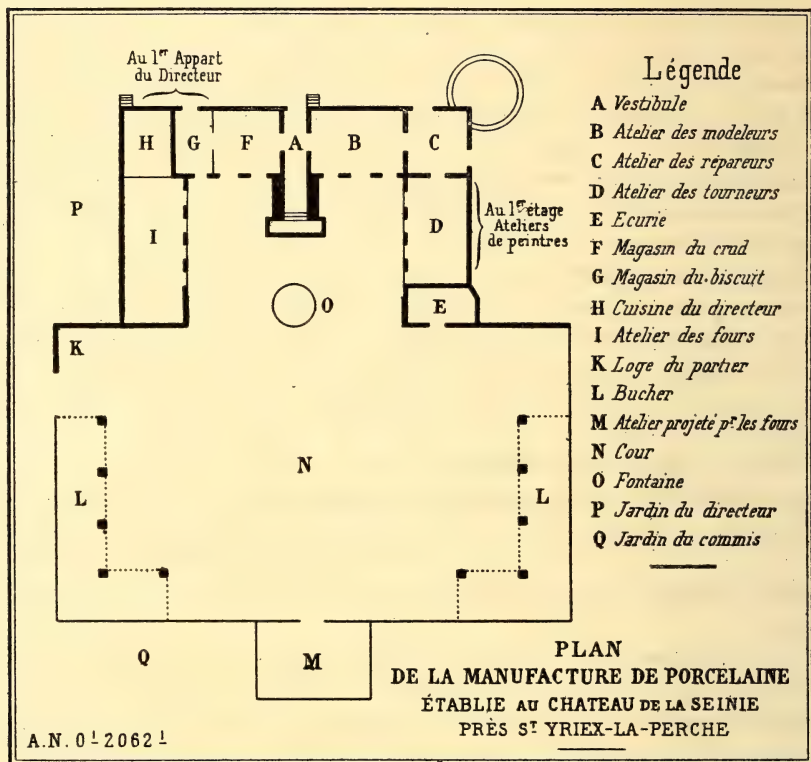 Au 1er Appart
du Directeur
H
G
F
A
B
C
P
I
D
Au 1er étage
Ateliers
de peintres
O
E
K
N
L
L
Q
M
Légende
A Vestibule
B Atelier des modeleurs
C Atelier des répareurs
D Atelier des tourneurs
E Ecurie
F Magasin du crud
G Magasin du biscuit
H Cuisine du directeur
I Atelier des fours
K Loge du portier
L Bucher
M Atelier projeté pr les fours
N Cour
O Fontaine
P Jardin du directeur
Q Jardin du commis
PLAN
DE LA MANUFACTURE DE PORCELAINE
ÉTABLIE AU CHATEAU DE LA SEINIE
PRÈS ST YRIEX-LA-PERCHE
A.N. O1 20621